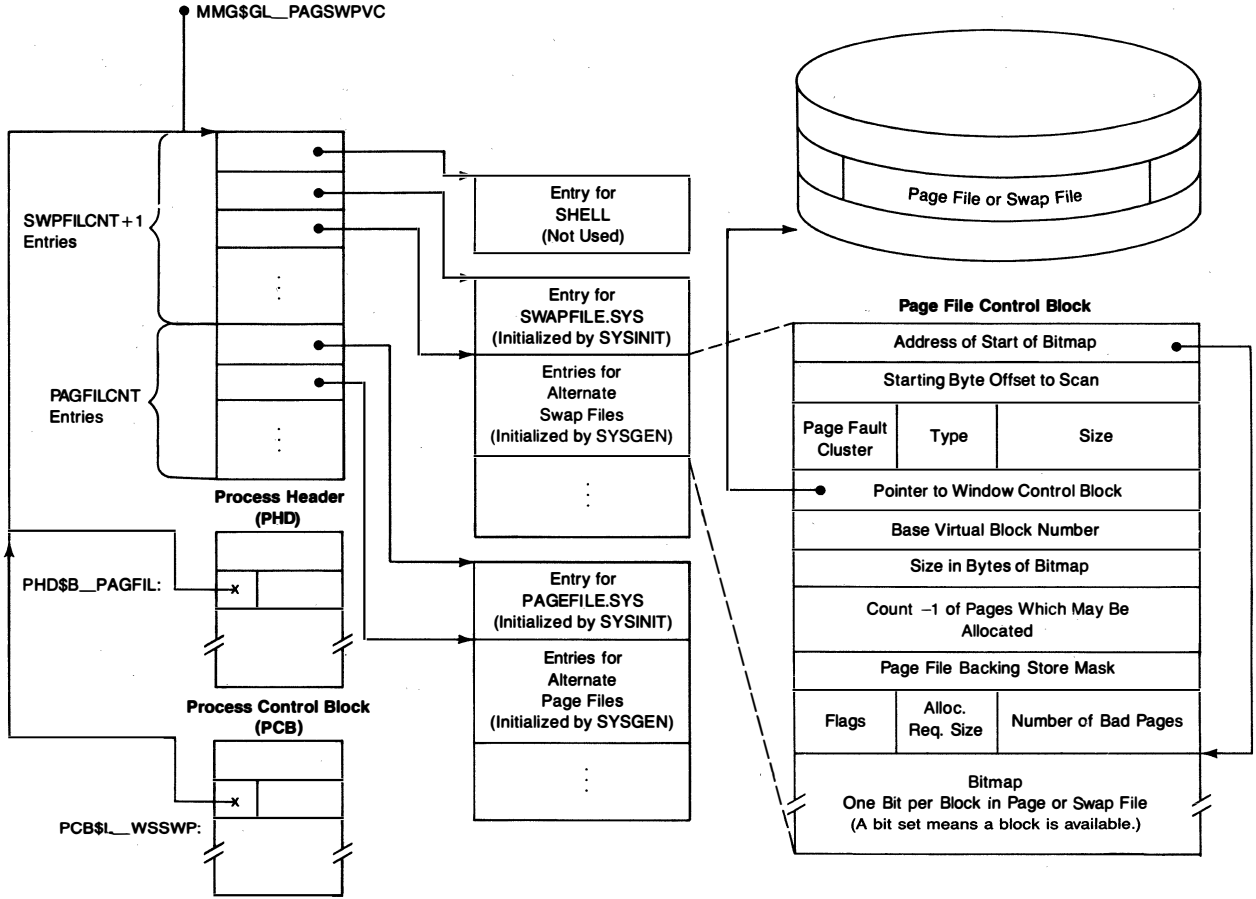 MMG$GL__PAGSWPVC
SWPFILCNT+1
Entries
PAGFILCNT
Entries
Process Header
(PHD)
PHD$B__PAGFIL:
x
Process Control Block
(PCB)
x
PCB$L__WSSWP:
Entry for
SHELL
(Not Used)
Entry for
SWAPFILE.SYS
(Initialized by SYSINIT)
Entries for
Alternate
Swap Files
(Initialized by SYSGEN)
Entry for
PAGEFILE.SYS
(Initialized by SYSINIT)
Entries for
Alternate
Page Files
(Initialized by SYSGEN)
Page File or Swap File
Page File Control Block
Address of Start of Bitmap
Starting Byte Offset to Scan
Page Fault
Cluster
Type
Size
Pointer to Window Control Block
Base Virtual Block Number
Size in Bytes of Bitmap
Count –1 of Pages Which May Be
Allocated
Page File Backing Store Mask
Flags
Alloc.
Req. Size
Number of Bad Pages
Bitmap
One Bit per Block in Page or Swap File
(A bit set means a block is available.)